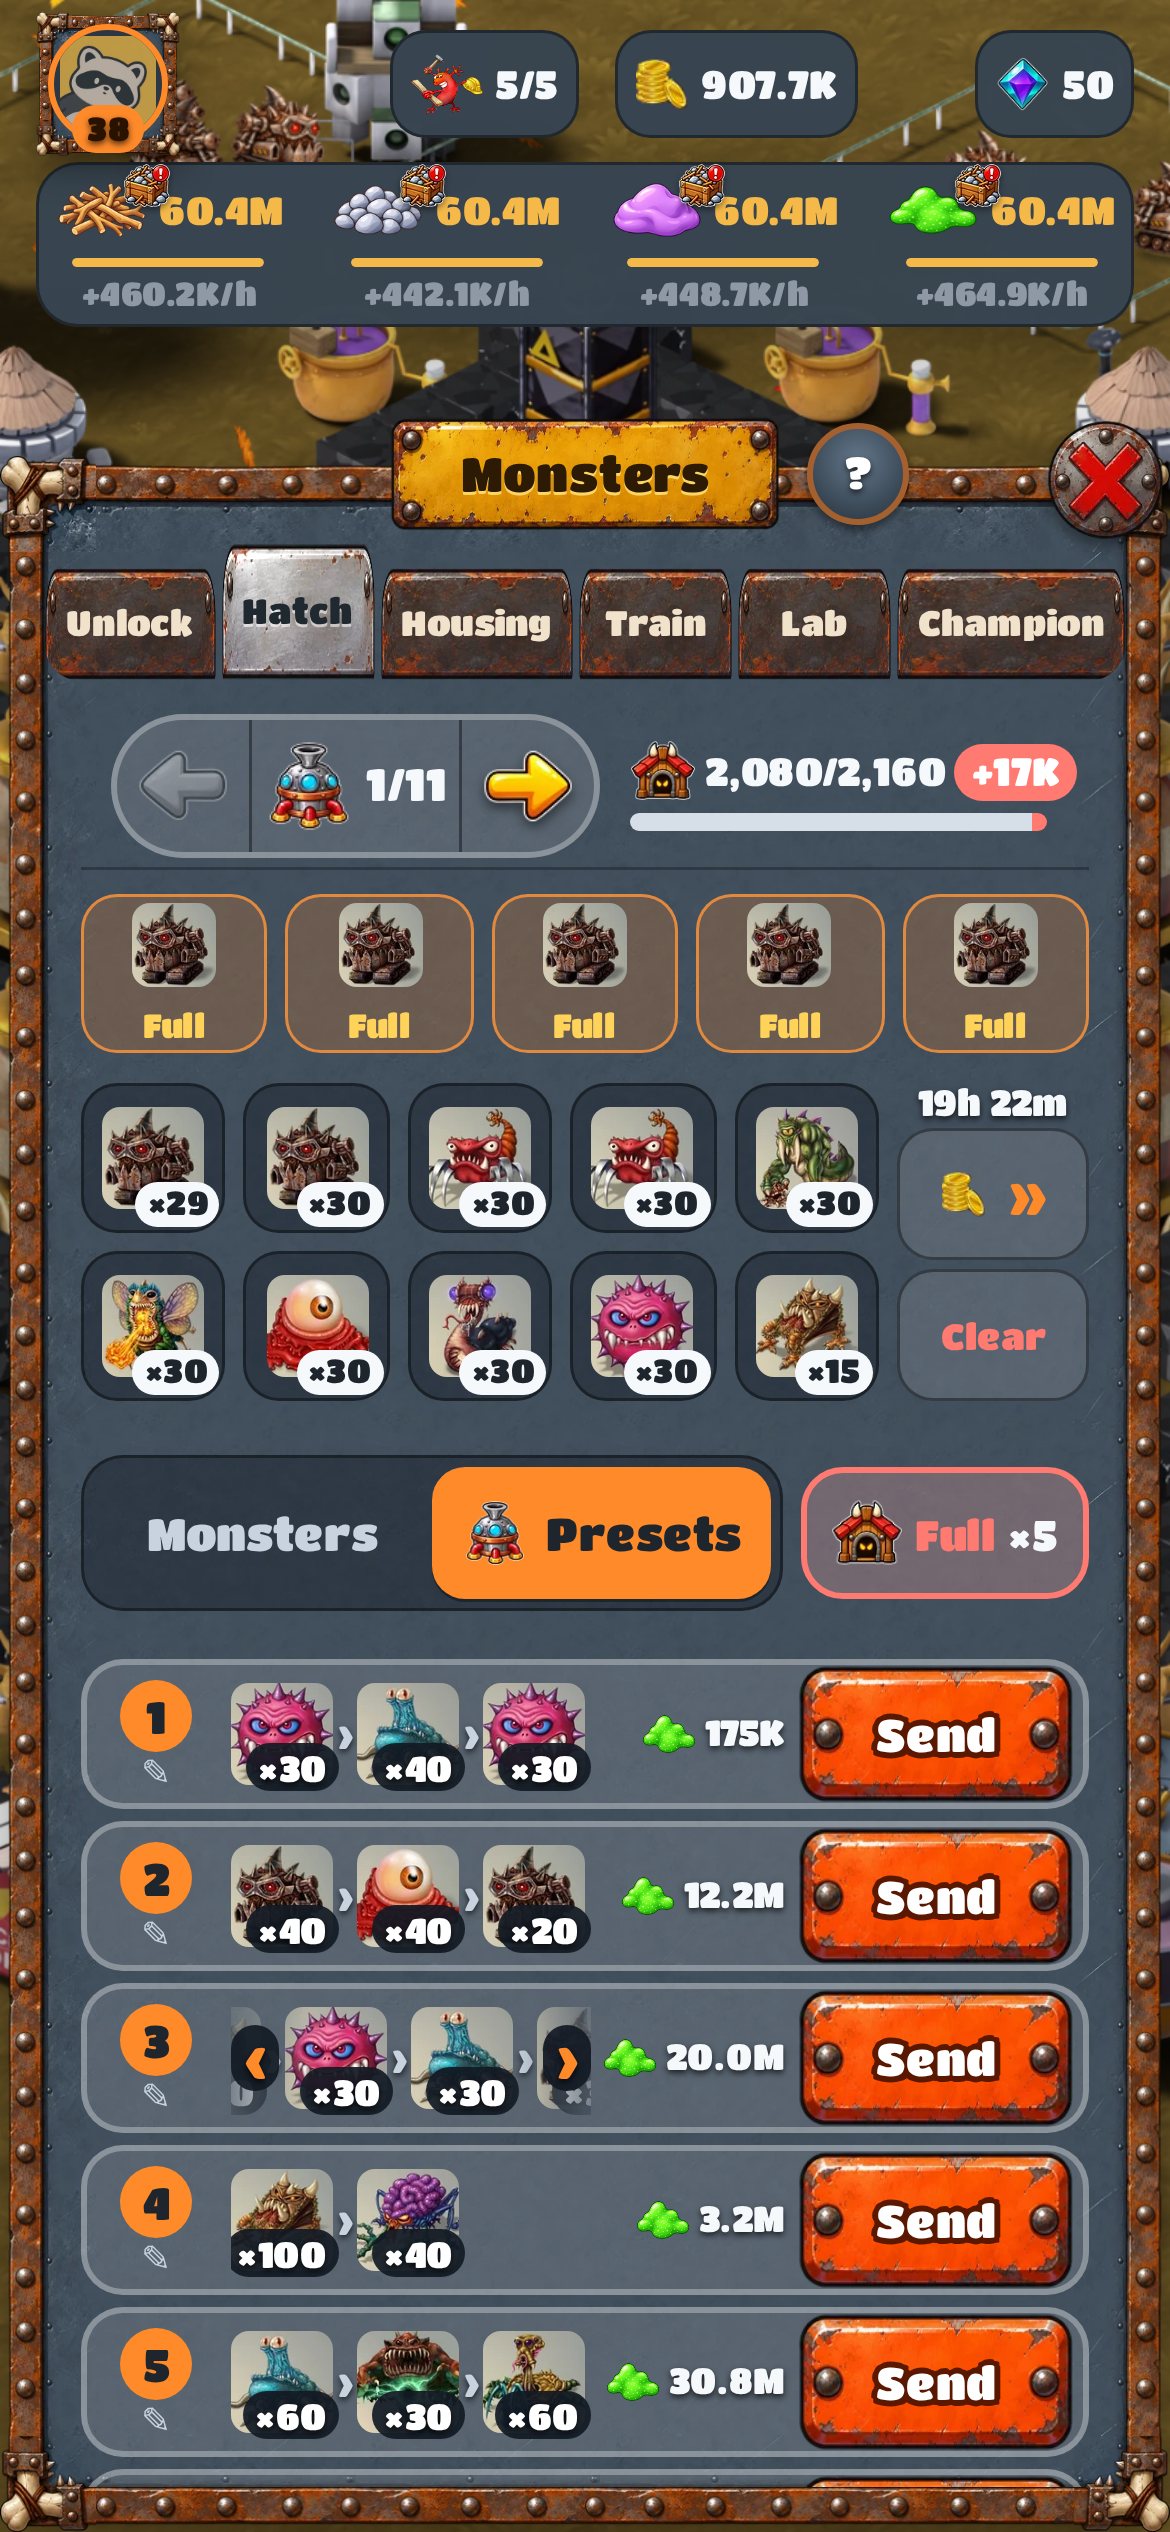 38
5/5
907.7K
50
60.4M
60.4M
60.4M
60.4M
+460.2K/h
+442.1K/h
+448.7K/h
+464.9K/h
Monsters
?
Unlock
Hatch
Housing
Train
Lab
Champion
1/11
2,080/2,160
+17K
Full
Full
Full
Full
Full
×29
×30
×30
×30
×30
19h 22m
×30
×30
×30
×30
×15
Clear
Monsters
Presets
Full ×5
1
×30
×40
×30
175K
Send
2
×40
×40
×20
12.2M
Send
3
×30
×30
20.0M
Send
4
×100
×40
3.2M
Send
5
×60
×30
×60
30.8M
Send